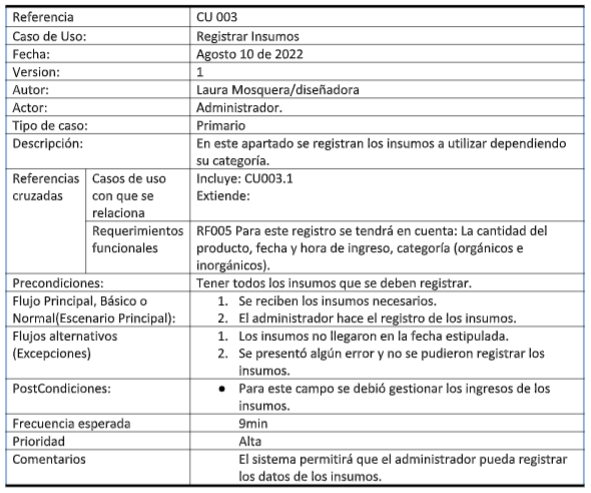 Referencia CU 003
Caso de Uso: Registrar Insumos
Fecha: Agosto 10 de 2022
Version: 1
Autor: Laura Mosquera/diseñadora
Actor: Administrador.
Tipo de caso: Primario
Descripción: En este apartado se registran los insumos a utilizar dependiendo
su categoría.
Referencias Casos de uso Incluye: CU003.1
cruzadas con que se Extiende:
relaciona
Requerimientos RF005 Para este registro se tendrá en cuenta: La cantidad del
funcionales producto, fecha y hora de ingreso, categoría (orgánicos e
inorgánicos).
Precondiciones: Tener todos los insumos que se deben registrar.
Flujo Principal, Básico o 1. Se reciben los insumos necesarios.
Normal(Escenario Principal): 2. El administrador hace el registro de los insumos.
Flujos alternativos 1. Los insumos no llegaron en la fecha estipulada.
(Excepciones) 2. Se presentó algún error y no se pudieron registrar los
insumos.
PostCondiciones: • Para este campo se debió gestionar los ingresos de los
insumos.
Frecuencia esperada 9min
Prioridad Alta
Comentarios El sistema permitirá que el administrador pueda registrar
los datos de los insumos.